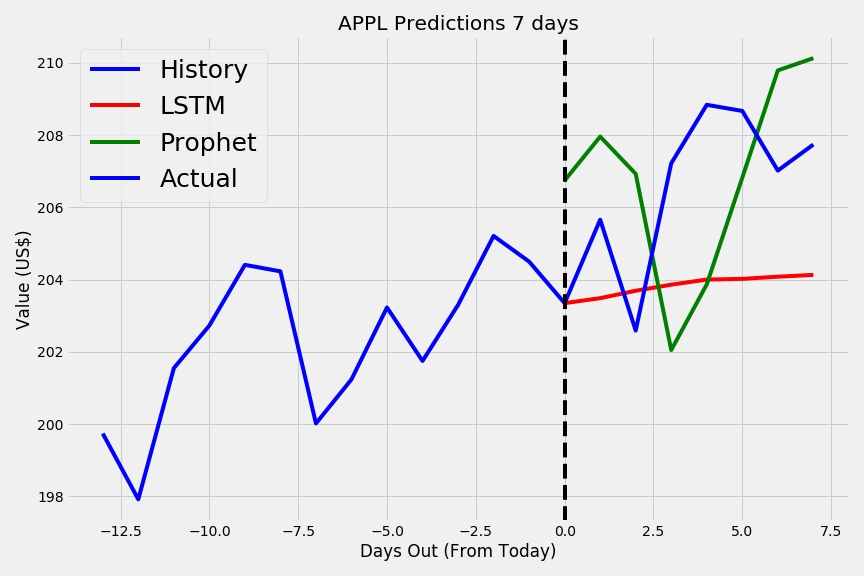 APPL Predictions 7 days
History
LSTM
Prophet
Actual
210
208
206
204
202
200
198
Value (US$)
−12.5 −10.0 −7.5 −5.0 −2.5 0.0 2.5 5.0 7.5
Days Out (From Today)